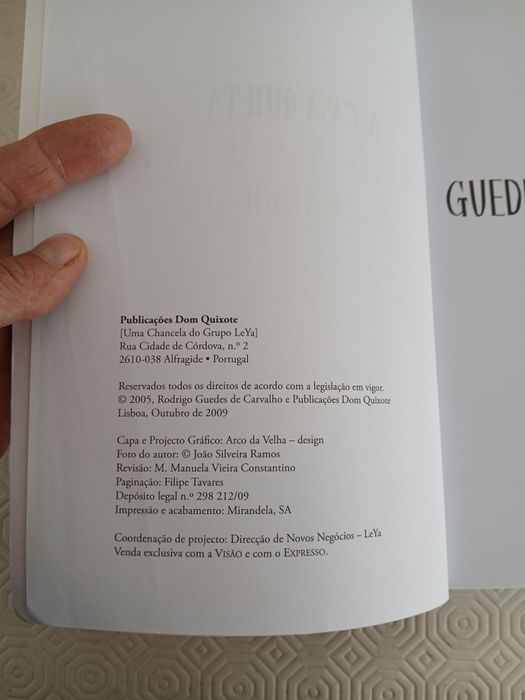 GUED
Publicações Dom Quixote
[Uma Chancela do Grupo LeYa]
Rua Cidade de Córdova, n.º 2
2610-038 Alfragide • Portugal
Reservados todos os direitos de acordo com a legislação em vigor.
© 2005, Rodrigo Guedes de Carvalho e Publicações Dom Quixote
Lisboa, Outubro de 2009
Capa e Projecto Gráfico: Arco da Velha – design
Foto do autor: © João Silveira Ramos
Revisão: M. Manuela Vieira Constantino
Paginação: Filipe Tavares
Depósito legal n.º 298 212/09
Impressão e acabamento: Mirandela, SA
Coordenação de projecto: Direcção de Novos Negócios – LeYa
Venda exclusiva com a VISÃO e com o EXPRESSO.